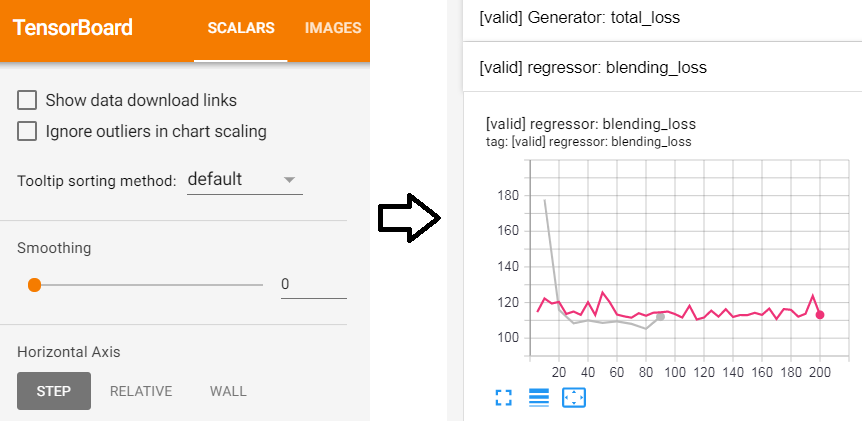 TensorBoard
SCALARS
IMAGES
Show data download links
Ignore outliers in chart scaling
Tooltip sorting method: default
Smoothing
0
Horizontal Axis
STEP
RELATIVE
WALL
[valid] Generator: total_loss
[valid] regressor: blending_loss
[valid] regressor: blending_loss
tag: [valid] regressor: blending_loss
180
160
140
120
100
20 40 60 80 100 120 140 160 180 200